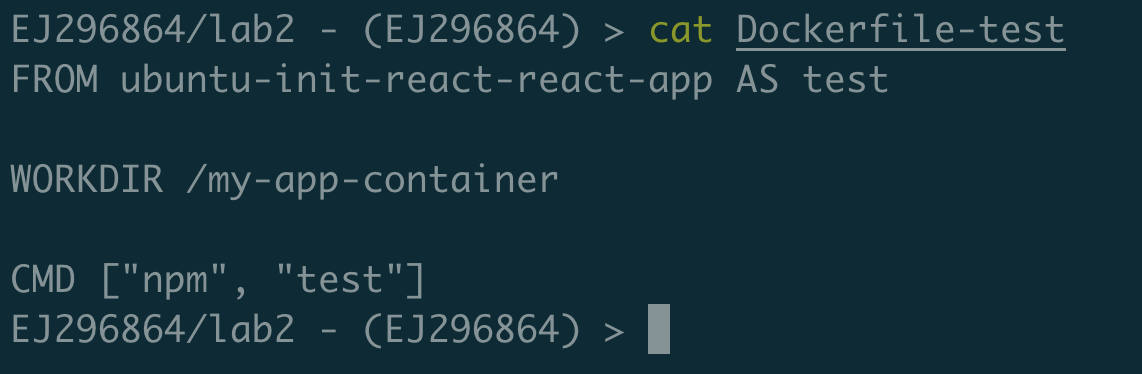 EJ296864/lab2 - (EJ296864) > cat Dockerfile-test
FROM ubuntu-init-react-react-app AS test
WORKDIR /my-app-container
CMD ["npm", "test"]
EJ296864/lab2 - (EJ296864) >